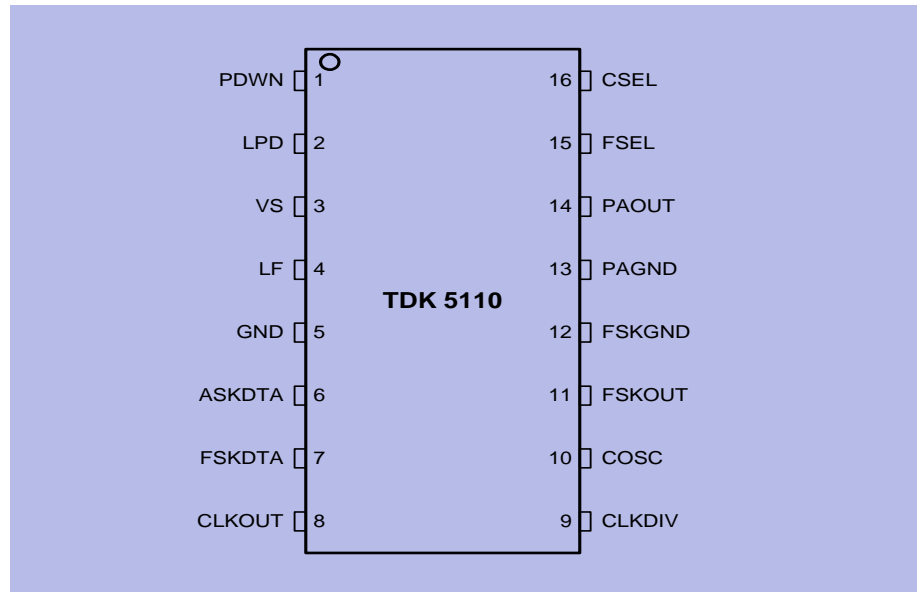 PDWN 1 16 CSEL
LPD 2 15 FSEL
VS 3 14 PAOUT
LF 4 13 PAGND
TDK 5110
GND 5 12 FSKGND
ASKDTA 6 11 FSKOUT
FSKDTA 7 10 COSC
CLKOUT 8 9 CLKDIV